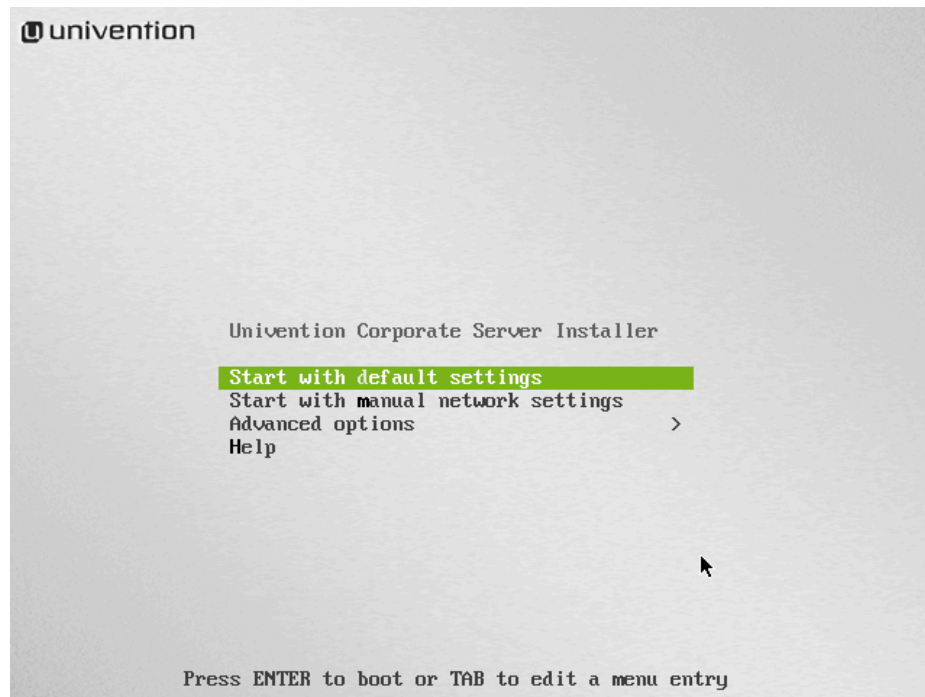 univention
Univention Corporate Server Installer
Start with default settings
Start with manual network settings
Advanced options >
Help
Press ENTER to boot or TAB to edit a menu entry